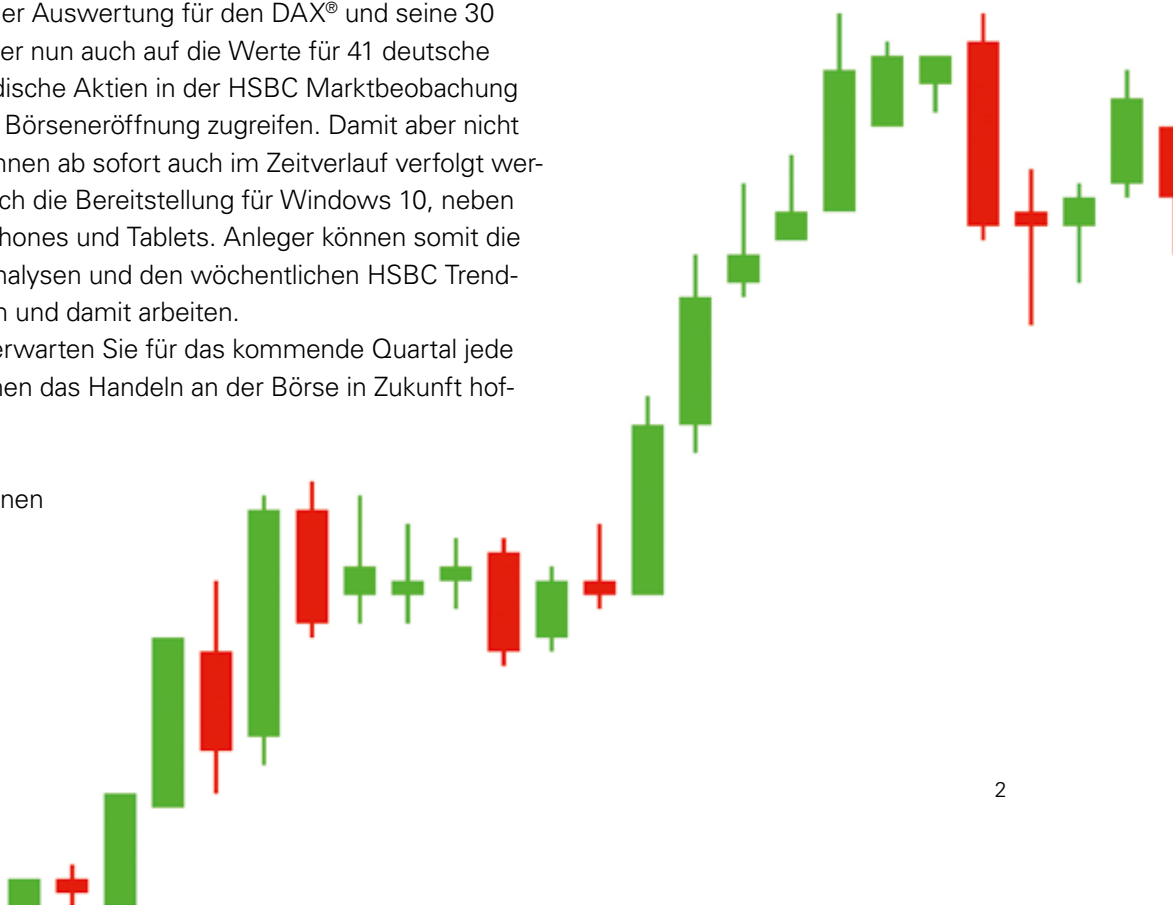 er Auswertung für den DAX® und seine 30
er nun auch auf die Werte für 41 deutsche
dische Aktien in der HSBC Marktbeobachung
Börseneröffnung zugreifen. Damit aber nicht
nnen ab sofort auch im Zeitverlauf verfolgt wer-
ch die Bereitstellung für Windows 10, neben
hones und Tablets. Anleger können somit die
nalysen und den wöchentlichen HSBC Trend-
n und damit arbeiten.
erwarten Sie für das kommende Quartal jede
nen das Handeln an der Börse in Zukunft hof-
nen
2